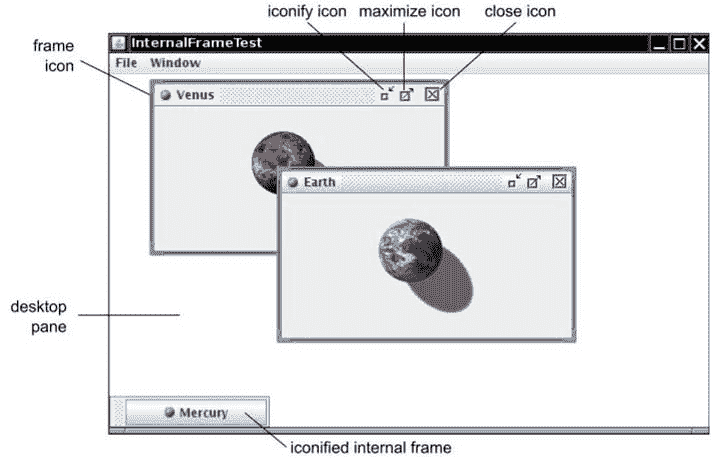 iconify icon maximize icon close icon
frame
icon
InternalFrameTest
File Window
Venus
Earth
desktop
pane
Mercury
iconified internal frame